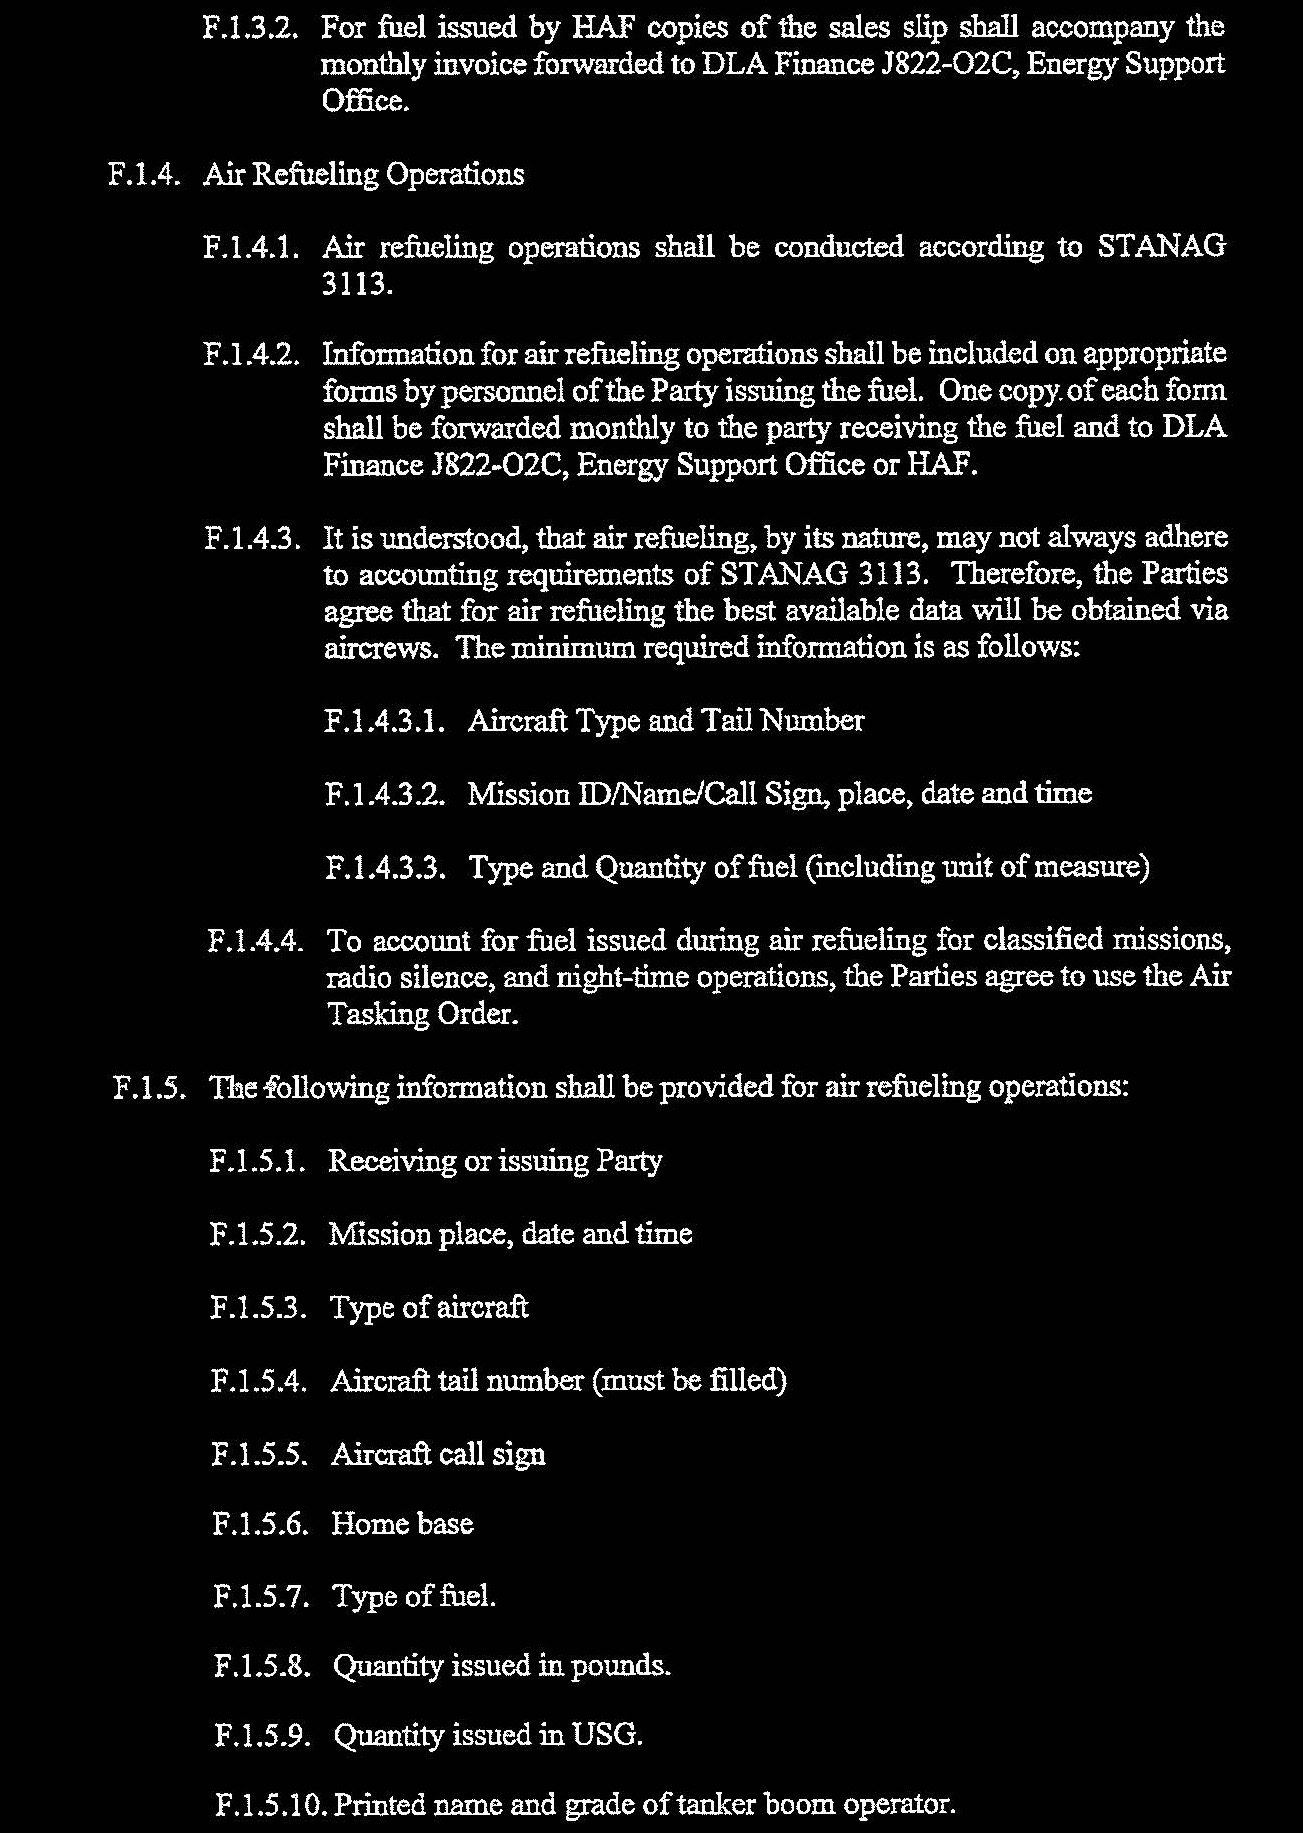 F.1.3.2. For fuel issued by HAF copies of the sales slip shall accompany the
monthly invoice forwarded to DLA Finance J822-O2C, Energy Support
Office.
F.1.4. Air Refueling Operations
F.1.4.1. Air refueling operations shall be conducted according to STANAG
3113.
F.1.4.2. Information for air refueling operations shall be included on appropriate
forms by personnel of the Party issuing the fuel. One copy of each form
shall be forwarded monthly to the party receiving the fuel and to DLA
Finance J822-O2C, Energy Support Office or HAF.
F.1.4.3. It is understood, that air refueling, by its nature, may not always adhere
to accounting requirements of STANAG 3113. Therefore, the Parties
agree that for air refueling the best available data will be obtained via
aircrews. The minimum required information is as follows:
F.1.4.3.1. Aircraft Type and Tail Number
F.1.4.3.2. Mission ID/Name/Call Sign, place, date and time
F.1.4.3.3. Type and Quantity of fuel (including unit of measure)
F.1.4.4. To account for fuel issued during air refueling for classified missions,
radio silence, and night-time operations, the Parties agree to use the Air
Tasking Order.
F.1.5. The following information shall be provided for air refueling operations:
F.1.5.1. Receiving or issuing Party
F.1.5.2. Mission place, date and time
F.1.5.3. Type of aircraft
F.1.5.4. Aircraft tail number (must be filled)
F.1.5.5. Aircraft call sign
F.1.5.6. Home base
F.1.5.7. Type of fuel.
F.1.5.8. Quantity issued in pounds.
F.1.5.9. Quantity issued in USG.
F.1.5.10. Printed name and grade of tanker boom operator.